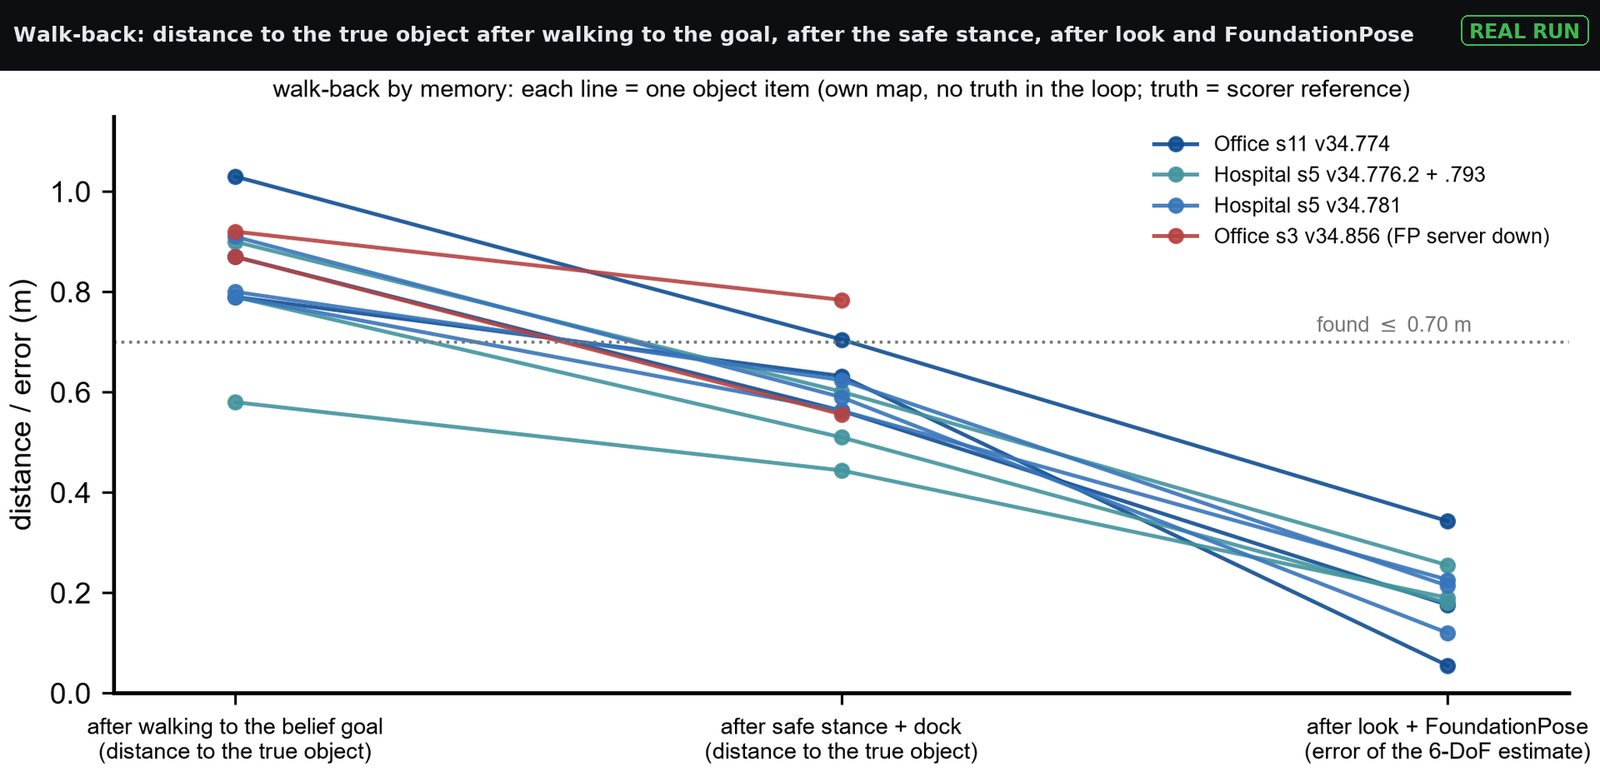 Walk-back: distance to the true object after walking to the goal, after the safe stance, after look and FoundationPose
REAL RUN
walk-back by memory: each line = one object item (own map, no truth in the loop; truth = scorer reference)
Office s11 v34.774
Hospital s5 v34.776.2 + .793
Hospital s5 v34.781
Office s3 v34.856 (FP server down)
found ≤ 0.70 m
distance / error (m)
1.0
0.8
0.6
0.4
0.2
0.0
after walking to the belief goal
(distance to the true object)
after safe stance + dock
(distance to the true object)
after look + FoundationPose
(error of the 6-DoF estimate)